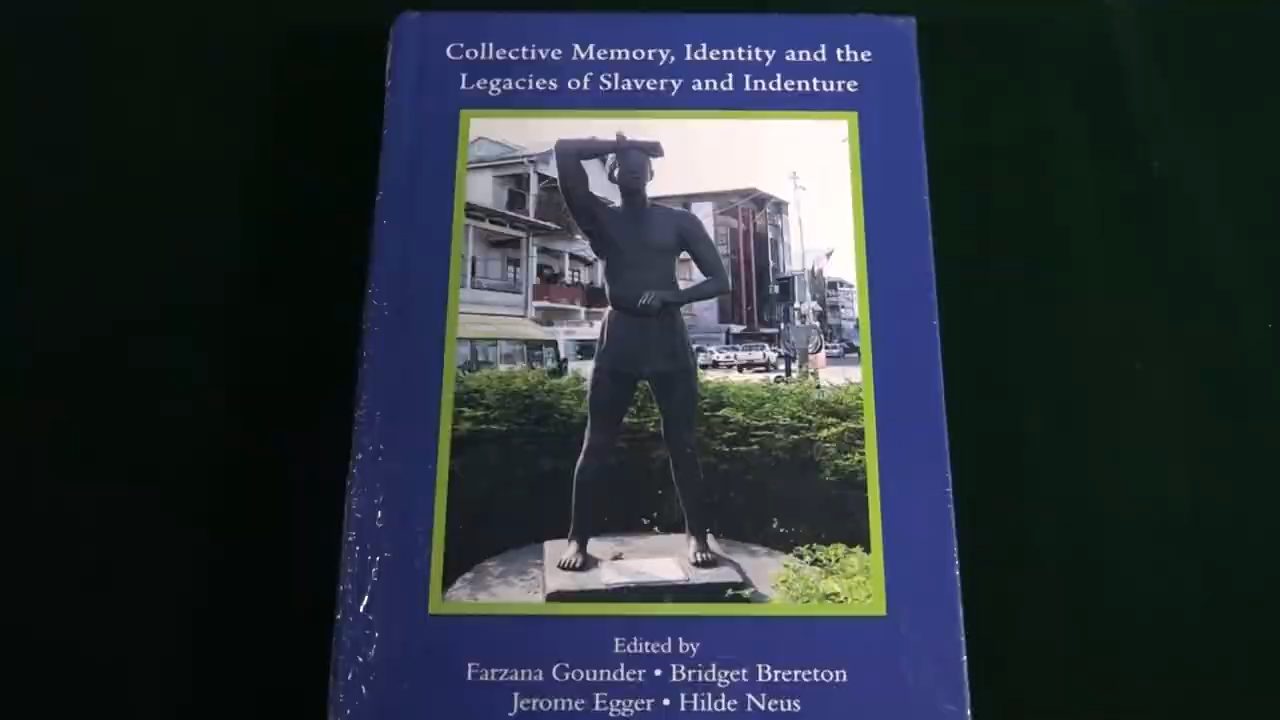 Collective Memory, Identity and the
Legacies of Slavery and Indenture
Edited by
Farzana Gounder • Bridget Brereton
Jerome Egger • Hilde Neus